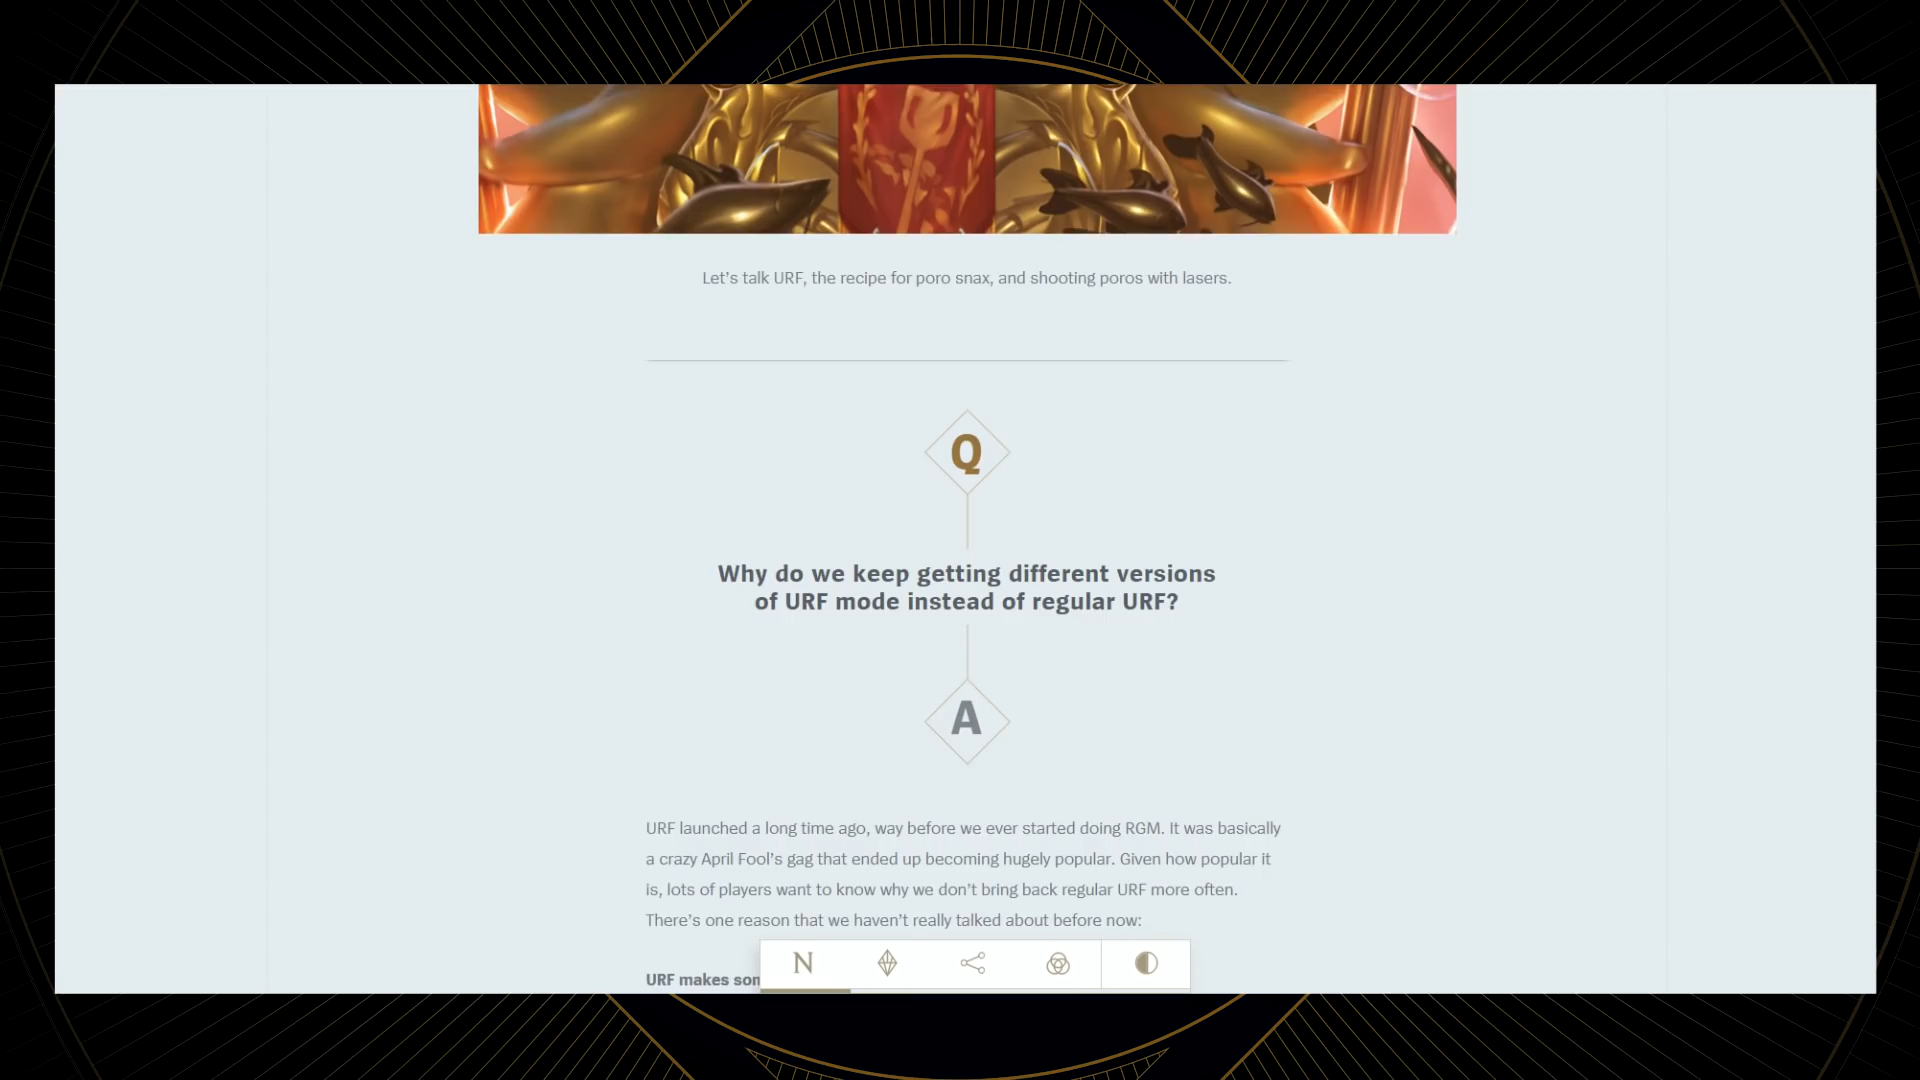 Let's talk URF, the recipe for poro snax, and shooting poros with lasers.
Q
Why do we keep getting different versions
of URF mode instead of regular URF?
A
URF launched a long time ago, way before we ever started doing RGM. It was basically
a crazy April Fool's gag that ended up becoming hugely popular. Given how popular it
is, lots of players want to know why we don't bring back regular URF more often.
There's one reason that we haven't really talked about before now:
URF makes
N